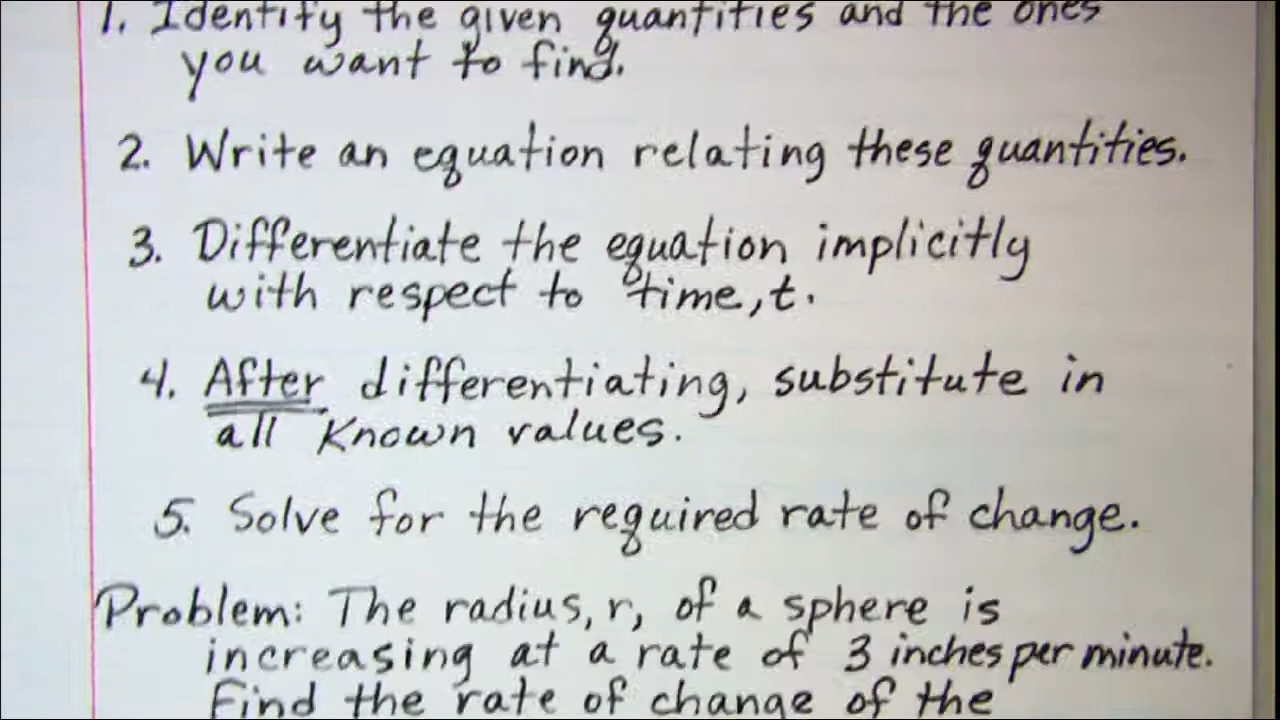 1. Identify the given quantities and the ones
you want to find.
2. Write an equation relating these quantities.
3. Differentiate the equation implicitly
with respect to time, t.
4. After differentiating, substitute in
all known values.
5. Solve for the required rate of change.
Problem: The radius, r, of a sphere is
increasing at a rate of 3 inches per minute.
Find the rate of change of the